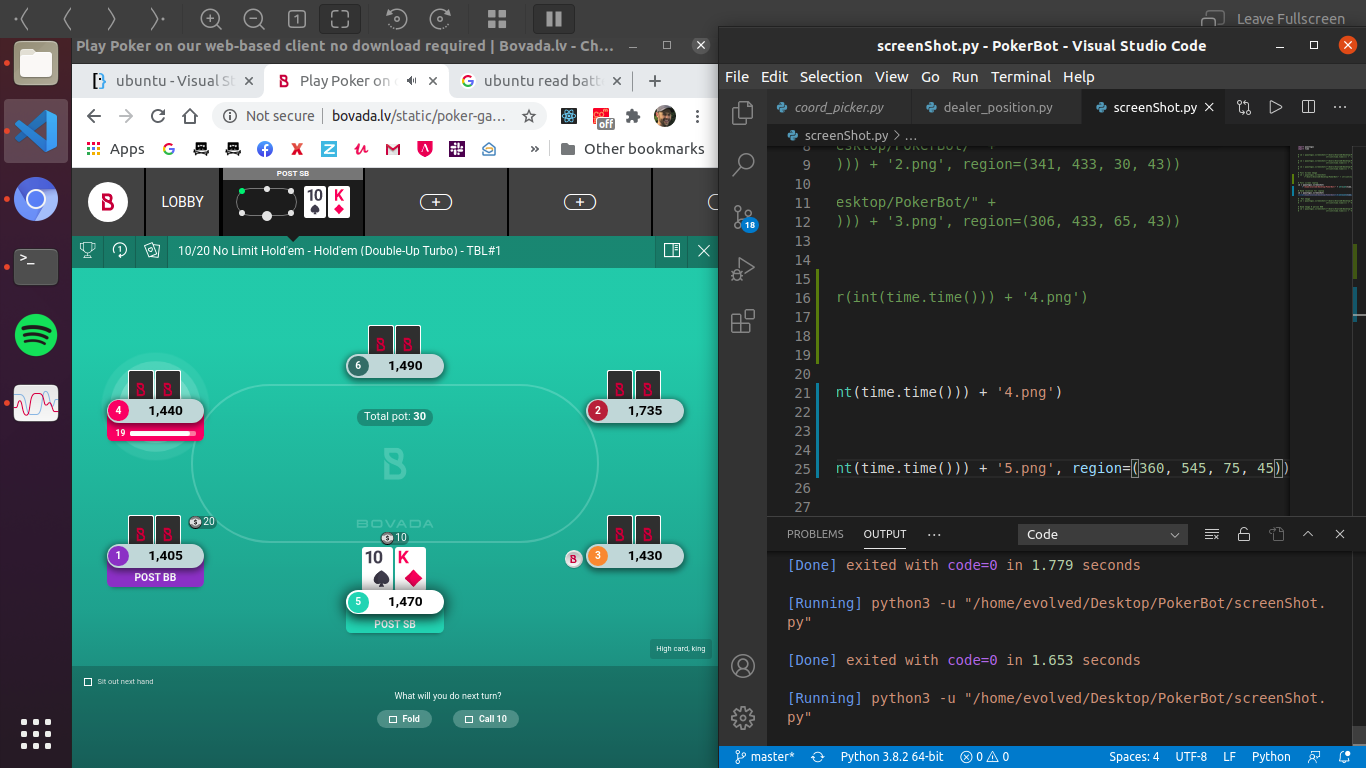 Leave Fullscreen
Play Poker on our web-based client no download required | Bovada.lv - Ch...
ubuntu - Visual S
Play Poker on
ubuntu read batt
Not secure | bovada.lv/static/poker-ga...
off
Apps
» Other bookmarks
LOBBY
POST SB
10 K
10/20 No Limit Hold'em - Hold'em (Double-Up Turbo) - TBL#1
6 1,490
4 1,440
19
2 1,735
Total pot: 30
BOVADA
20
10
1 1,405
POST BB
10 K
3 1,430
5 1,470
POST SB
High card, king
Sit out next hand
What will you do next turn?
Fold
Call 10
screenShot.py - PokerBot - Visual Studio Code
File Edit Selection View Go Run Terminal Help
coord_picker.py
dealer_position.py
screenShot.py
screenShot.py > ...
8 esktop/PokerBot/" +
9 ))) + '2.png', region=(341, 433, 30, 43))
10
11 esktop/PokerBot/" +
12 ))) + '3.png', region=(306, 433, 65, 43))
13
14
15
16 r(int(time.time())) + '4.png')
17
18
19
20
21 nt(time.time())) + '4.png')
22
23
24
25 nt(time.time())) + '5.png', region=(360, 545, 75, 45))
26
27
18
PROBLEMS OUTPUT ... Code
[Done] exited with code=0 in 1.779 seconds
[Running] python3 -u "/home/evolved/Desktop/PokerBot/screenShot.
py"
[Done] exited with code=0 in 1.653 seconds
[Running] python3 -u "/home/evolved/Desktop/PokerBot/screenShot.
py"
master* Python 3.8.2 64-bit 0 0 Spaces: 4 UTF-8 LF Python